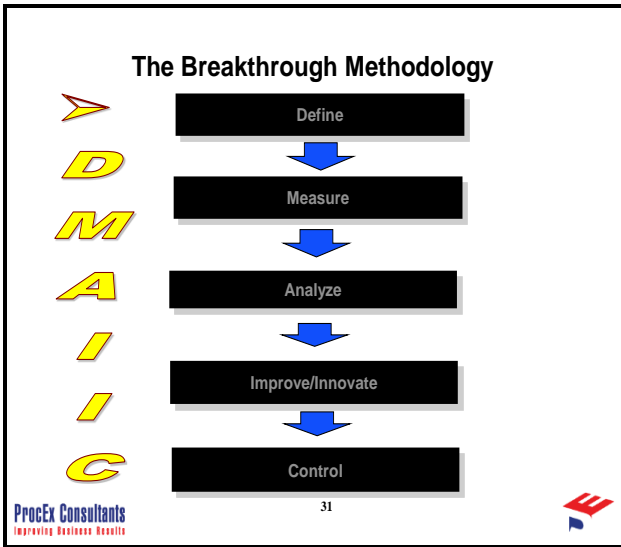 The Breakthrough Methodology
Define
D
Measure
M
A
Analyze
I
Improve/Innovate
I
C
Control
31
ProcEx Consultants
Improving Business Results